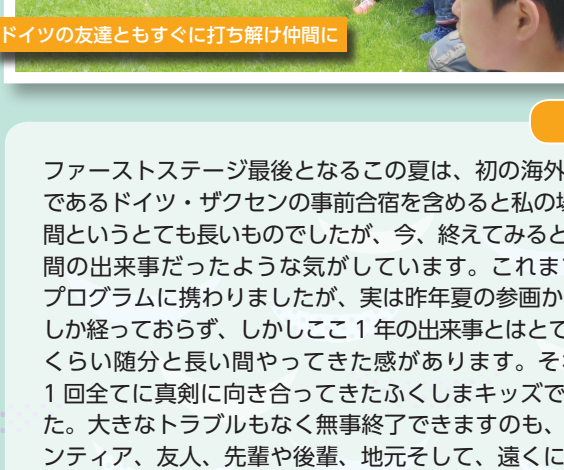 ドイツの友達ともすぐに打ち解け仲間に
ファーストステージ最後となるこの夏は、初の海外
であるドイツ・ザクセンの事前合宿を含めると私の場
間というとても長いものでしたが、今、終えてみると
間の出来事だったような気がしています。これま
プログラムに携わりましたが、実は昨年夏の参画か
しか経っておらず、しかしここ 1 年の出来事とはとて
くらい随分と長い間やってきた感があります。そ
1 回全てに真剣に向き合ってきたふくしまキッズで
た。大きなトラブルもなく無事終了できますのも、
ンティア、友人、先輩や後輩、地元そして、遠くに